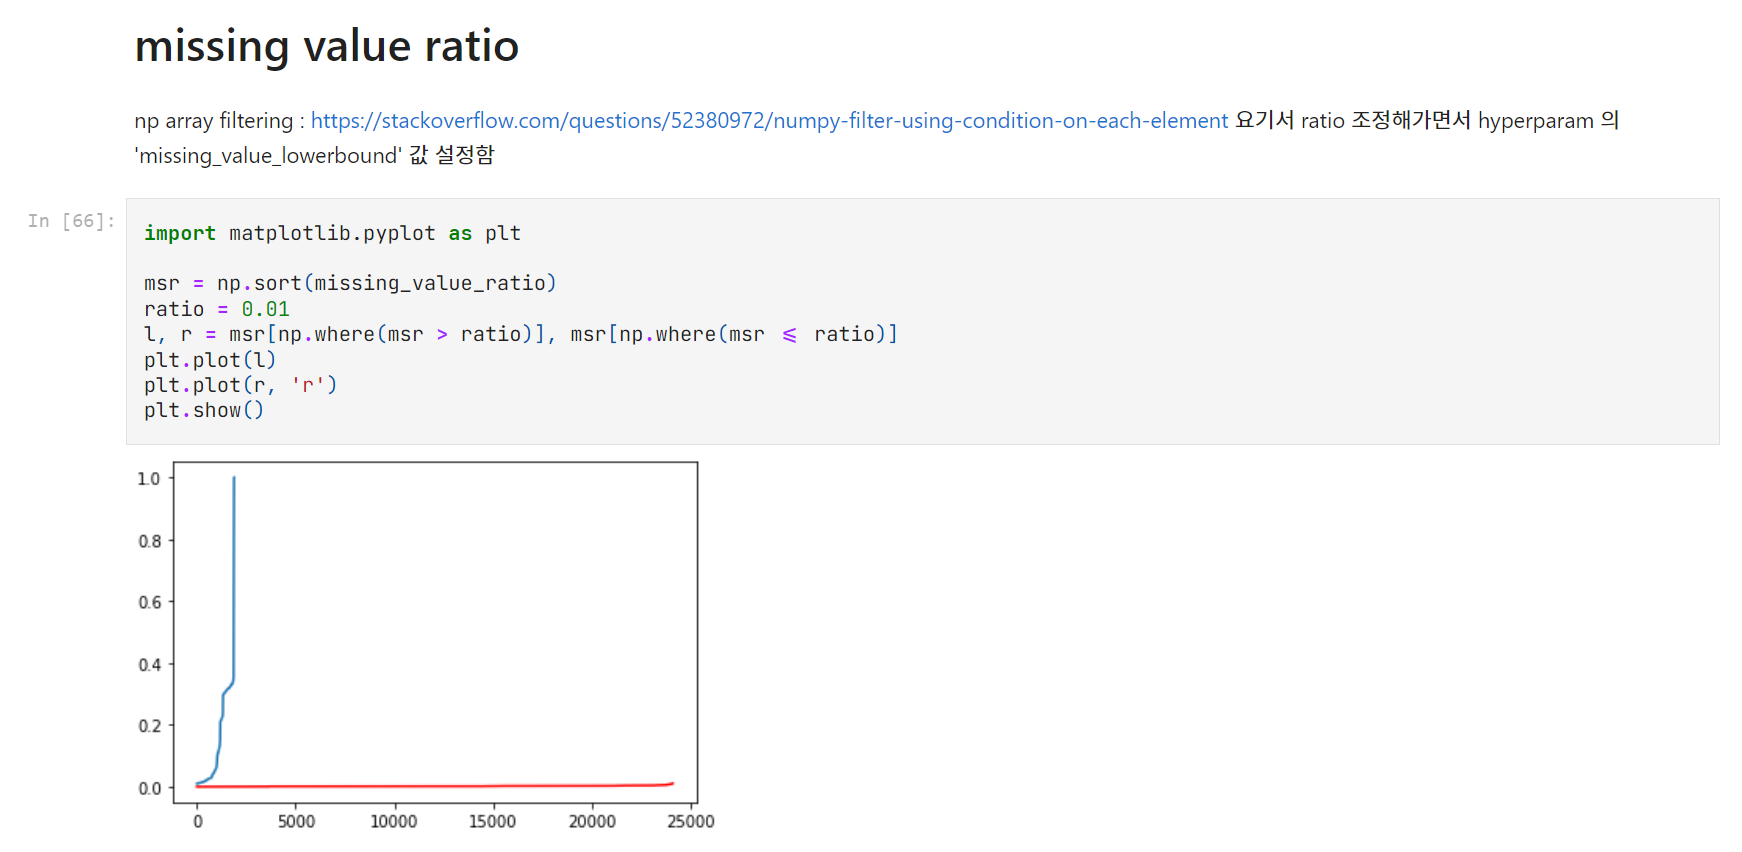 missing value ratio
np array filtering : https://stackoverflow.com/questions/52380972/numpy-filter-using-condition-on-each-element 요기서 ratio 조정해가면서 hyperparam 의
'missing_value_lowerbound' 값 설정함
In [66]:
import matplotlib.pyplot as plt
msr = np.sort(missing_value_ratio)
ratio = 0.01
l, r = msr[np.where(msr > ratio)], msr[np.where(msr ⩽ ratio)]
plt.plot(l)
plt.plot(r, 'r')
plt.show()
1.0
0.8
0.6
0.4
0.2
0.0
0 5000 10000 15000 20000 25000